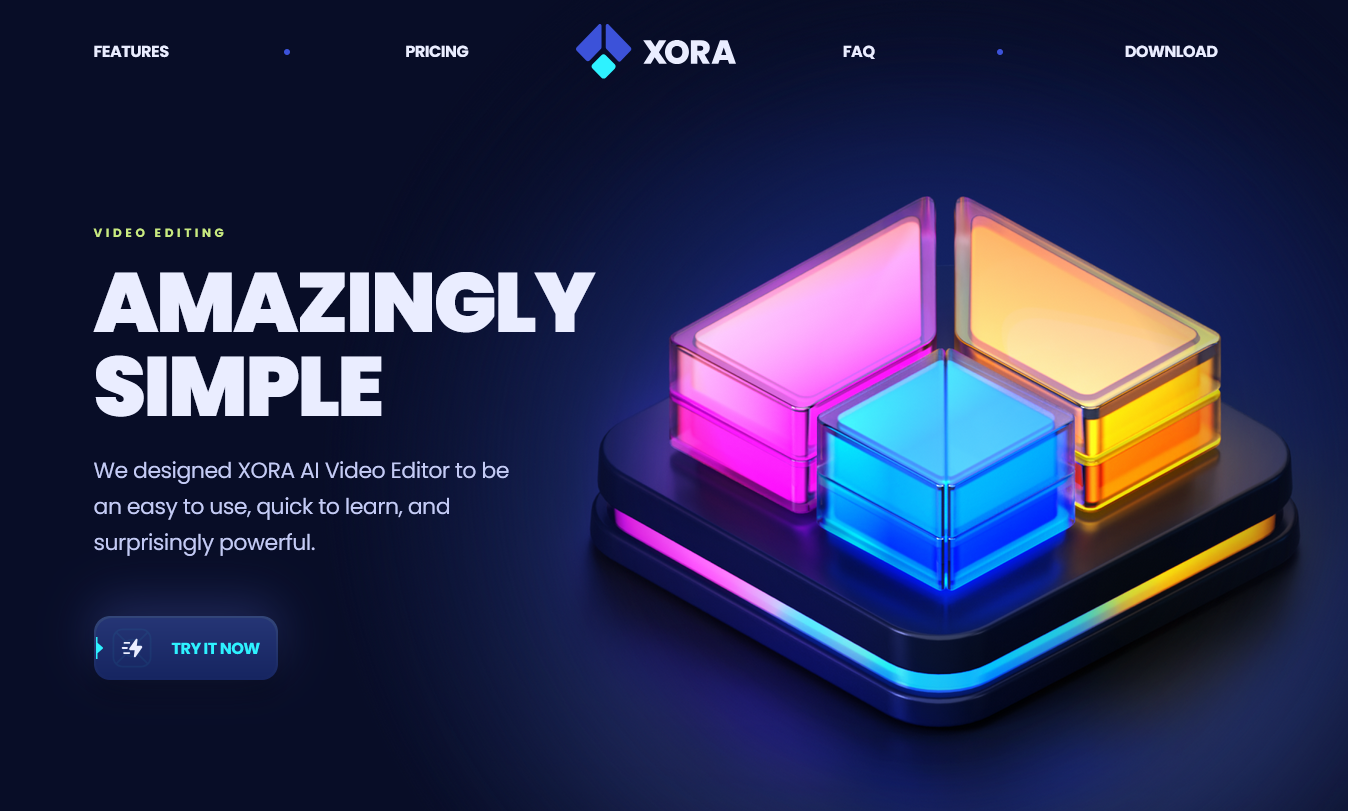 FEATURES
PRICING
XORA
FAQ
DOWNLOAD
VIDEO EDITING
AMAZINGLY
SIMPLE
We designed XORA AI Video Editor to be
an easy to use, quick to learn, and
surprisingly powerful.
TRY IT NOW